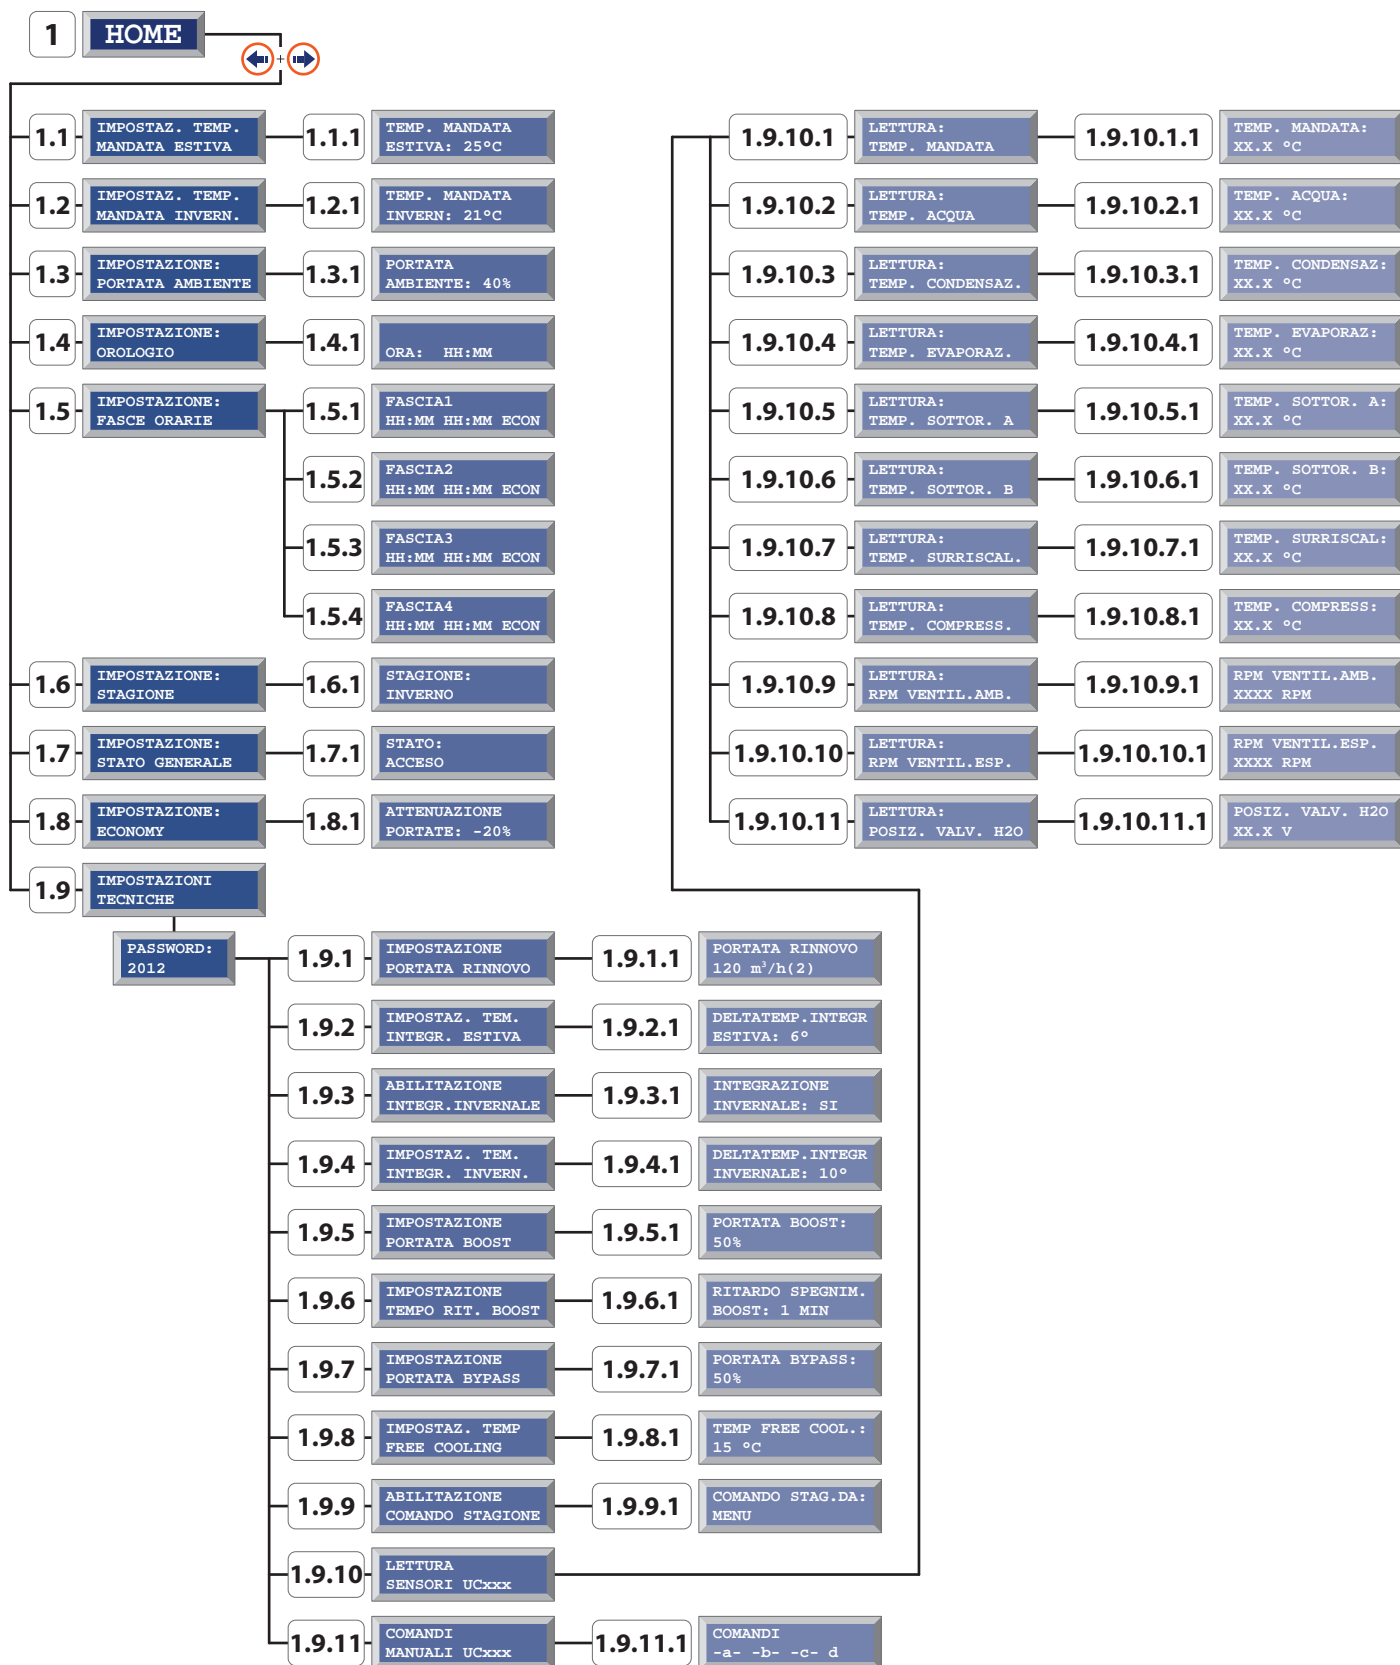 1 HOME
+
1.1 IMPOSTAZ. TEMP.
MANDATA ESTIVA
1.1.1 TEMP. MANDATA
ESTIVA: 25°C
1.2 IMPOSTAZ. TEMP.
MANDATA INVERN.
1.2.1 TEMP. MANDATA
INVERN: 21°C
1.3 IMPOSTAZIONE:
PORTATA AMBIENTE
1.3.1 PORTATA
AMBIENTE: 40%
1.4 IMPOSTAZIONE:
OROLOGIO
1.4.1 ORA: HH:MM
1.5 IMPOSTAZIONE:
FASCE ORARIE
1.5.1 FASCIA1
HH:MM HH:MM ECON
1.5.2 FASCIA2
HH:MM HH:MM ECON
1.5.3 FASCIA3
HH:MM HH:MM ECON
1.5.4 FASCIA4
HH:MM HH:MM ECON
1.6 IMPOSTAZIONE:
STAGIONE
1.6.1 STAGIONE:
INVERNO
1.7 IMPOSTAZIONE:
STATO GENERALE
1.7.1 STATO:
ACCESO
1.8 IMPOSTAZIONE:
ECONOMY
1.8.1 ATTENUAZIONE
PORTATE: -20%
1.9 IMPOSTAZIONI
TECNICHE
PASSWORD:
2012
1.9.1 IMPOSTAZIONE
PORTATA RINNOVO
1.9.1.1 PORTATA RINNOVO
120 m³/h(2)
1.9.2 IMPOSTAZ. TEM.
INTEGR. ESTIVA
1.9.2.1 DELTATEMP.INTEGR
ESTIVA: 6°
1.9.3 ABILITAZIONE
INTEGR.INVERNALE
1.9.3.1 INTEGRAZIONE
INVERNALE: SI
1.9.4 IMPOSTAZ. TEM.
INTEGR. INVERN.
1.9.4.1 DELTATEMP.INTEGR
INVERNALE: 10°
1.9.5 IMPOSTAZIONE
PORTATA BOOST
1.9.5.1 PORTATA BOOST:
50%
1.9.6 IMPOSTAZIONE
TEMPO RIT. BOOST
1.9.6.1 RITARDO SPEGNIM.
BOOST: 1 MIN
1.9.7 IMPOSTAZIONE
PORTATA BYPASS
1.9.7.1 PORTATA BYPASS:
50%
1.9.8 IMPOSTAZ. TEMP
FREE COOLING
1.9.8.1 TEMP FREE COOL.:
15 °C
1.9.9 ABILITAZIONE
COMANDO STAGIONE
1.9.9.1 COMANDO STAG.DA:
MENU
1.9.10 LETTURA
SENSORI UCxxx
1.9.11 COMANDI
MANUALI UCxxx
1.9.11.1 COMANDI
-a- -b- -c- d
1.9.10.1 LETTURA:
TEMP. MANDATA
1.9.10.1.1 TEMP. MANDATA:
XX.X °C
1.9.10.2 LETTURA:
TEMP. ACQUA
1.9.10.2.1 TEMP. ACQUA:
XX.X °C
1.9.10.3 LETTURA:
TEMP. CONDENSAZ.
1.9.10.3.1 TEMP. CONDENSAZ:
XX.X °C
1.9.10.4 LETTURA:
TEMP. EVAPORAZ.
1.9.10.4.1 TEMP. EVAPORAZ:
XX.X °C
1.9.10.5 LETTURA:
TEMP. SOTTOR. A
1.9.10.5.1 TEMP. SOTTOR. A:
XX.X °C
1.9.10.6 LETTURA:
TEMP. SOTTOR. B
1.9.10.6.1 TEMP. SOTTOR. B:
XX.X °C
1.9.10.7 LETTURA:
TEMP. SURRISCAL.
1.9.10.7.1 TEMP. SURRISCAL:
XX.X °C
1.9.10.8 LETTURA:
TEMP. COMPRESS.
1.9.10.8.1 TEMP. COMPRESS:
XX.X °C
1.9.10.9 LETTURA:
RPM VENTIL.AMB.
1.9.10.9.1 RPM VENTIL.AMB.
XXXX RPM
1.9.10.10 LETTURA:
RPM VENTIL.ESP.
1.9.10.10.1 RPM VENTIL.ESP.
XXXX RPM
1.9.10.11 LETTURA:
POSIZ. VALV. H2O
1.9.10.11.1 POSIZ. VALV. H2O
XX.X V